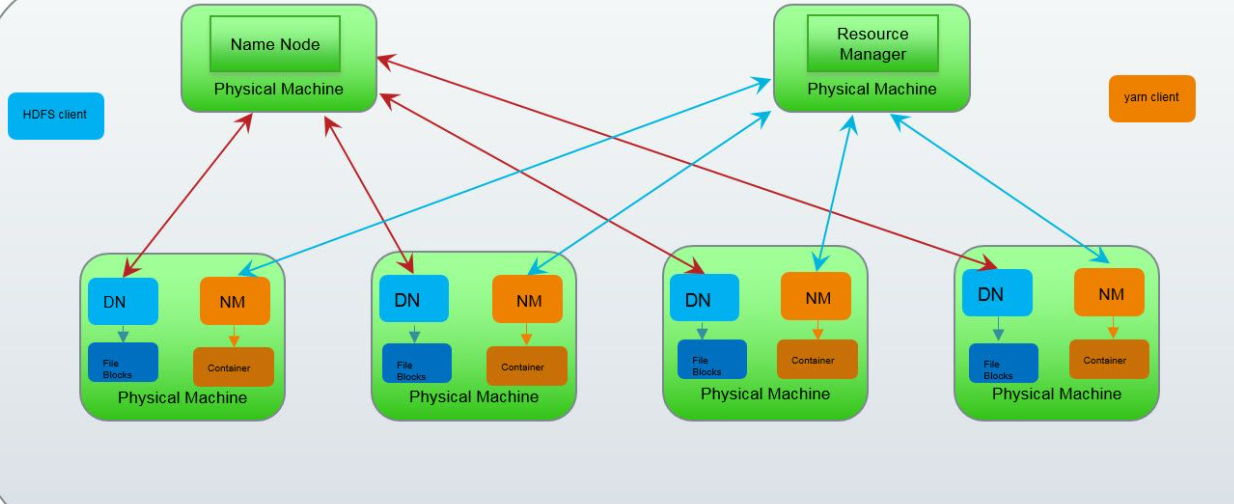 Name Node
Physical Machine
Resource
Manager
Physical Machine
HDFS client
yarn client
DN
NM
File
Blocks
Container
Physical Machine
DN
NM
File
Blocks
Container
Physical Machine
DN
NM
File
Blocks
Container
Physical Machine
DN
NM
File
Blocks
Container
Physical Machine